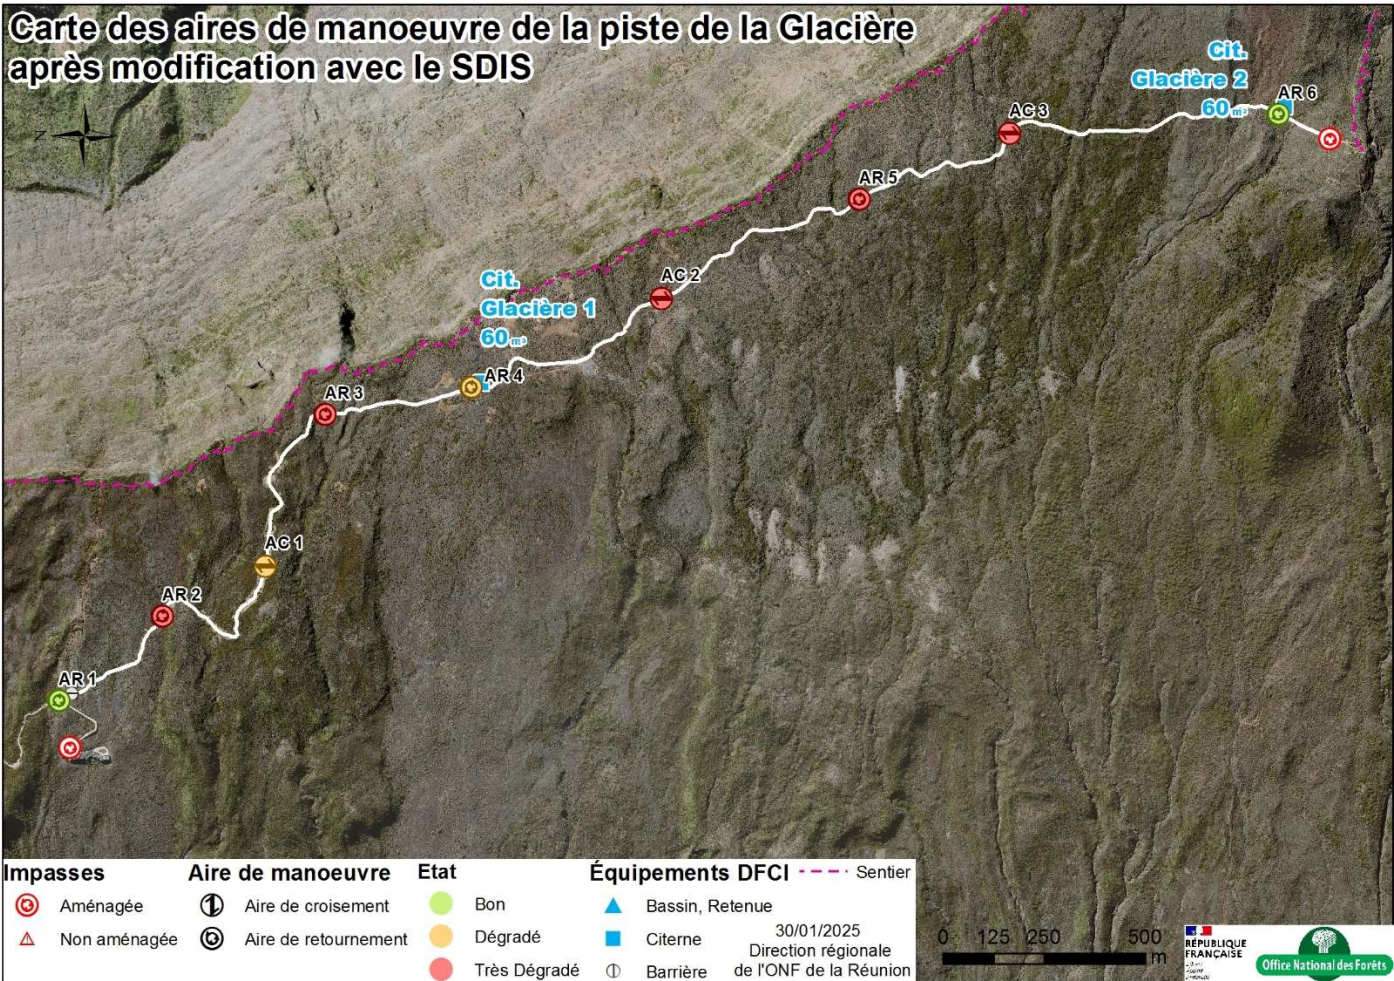 Carte des aires de manoeuvre de la piste de la Glacière
après modification avec le SDIS
N
Cit.
Glacière 2
60 m³
AR 6
AC 3
AR 5
AC 2
Cit.
Glacière 1
60 m³
AR 4
AR 3
AC 1
AR 2
AR 1
Impasses
Aménagée
Non aménagée
Aire de manoeuvre
Aire de croisement
Aire de retournement
Etat
Bon
Dégradé
Très Dégradé
Équipements DFCI
Bassin, Retenue
Citerne
Barrière
Sentier
30/01/2025
Direction régionale
de l'ONF de la Réunion
0 125 250 500
m
RÉPUBLIQUE
FRANÇAISE
Office National des Forêts